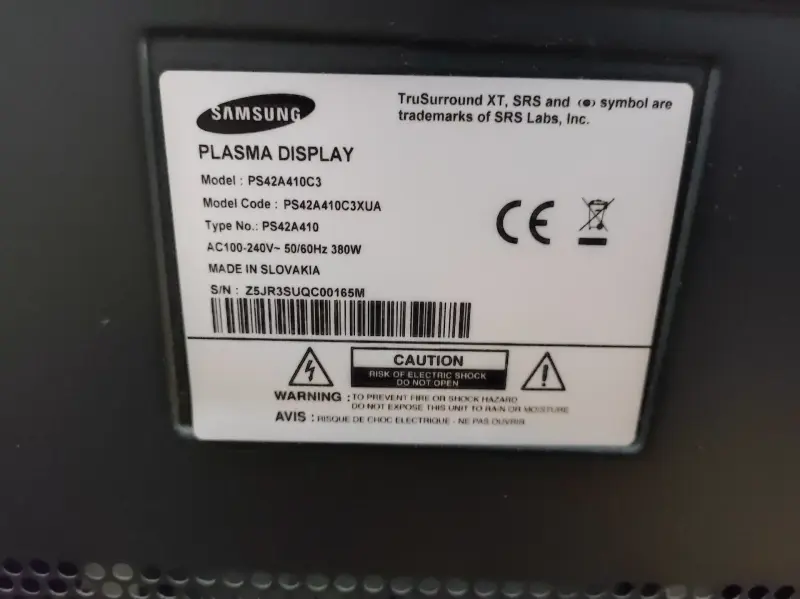 SAMSUNG
TruSurround XT, SRS and (●) symbol are
trademarks of SRS Labs, Inc.
PLASMA DISPLAY
Model : PS42A410C3
Model Code : PS42A410C3XUA
Type No.: PS42A410
AC100-240V~ 50/60Hz 380W
MADE IN SLOVAKIA
S/N : Z5JR3SUQC00165M
CE
CAUTION
RISK OF ELECTRIC SHOCK
DO NOT OPEN
WARNING : TO PREVENT FIRE OR SHOCK HAZARD
DO NOT EXPOSE THIS UNIT TO RAIN OR MOISTURE
AVIS : RISQUE DE CHOC ELECTRIQUE - NE PAS OUVRIR